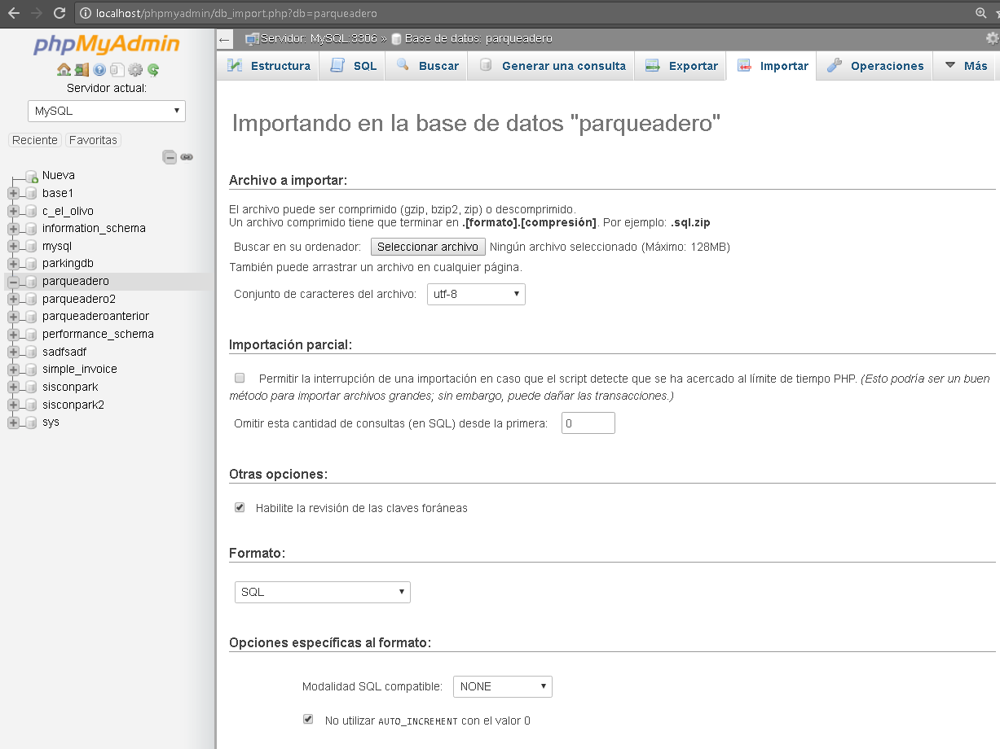 localhost/phpmyadmin/db_import.php?db=parqueadero
phpMyAdmin
Servidor actual:
MySQL
Reciente Favoritas
Nueva
base1
c_el_olivo
information_schema
mysql
parkingdb
parqueadero
parqueadero2
parqueaderoanterior
performance_schema
sadfsadf
simple_invoice
sisconpark
sisconpark2
sys
Servidor: MySQL:3306 » Base de datos: parqueadero
Estructura SQL Buscar Generar una consulta Exportar Importar Operaciones Más
Importando en la base de datos "parqueadero"
Archivo a importar:
El archivo puede ser comprimido (gzip, bzip2, zip) o descomprimido.
Un archivo comprimido tiene que terminar en .[formato].[compresión]. Por ejemplo: .sql.zip
Buscar en su ordenador: Seleccionar archivo Ningún archivo seleccionado (Máximo: 128MB)
También puede arrastrar un archivo en cualquier página.
Conjunto de caracteres del archivo: utf-8
Importación parcial:
Permitir la interrupción de una importación en caso que el script detecte que se ha acercado al límite de tiempo PHP. (Esto podría ser un buen
método para importar archivos grandes; sin embargo, puede dañar las transacciones.)
Omitir esta cantidad de consultas (en SQL) desde la primera: 0
Otras opciones:
Habilite la revisión de las claves foráneas
Formato:
SQL
Opciones específicas al formato:
Modalidad SQL compatible: NONE
No utilizar AUTO_INCREMENT con el valor 0